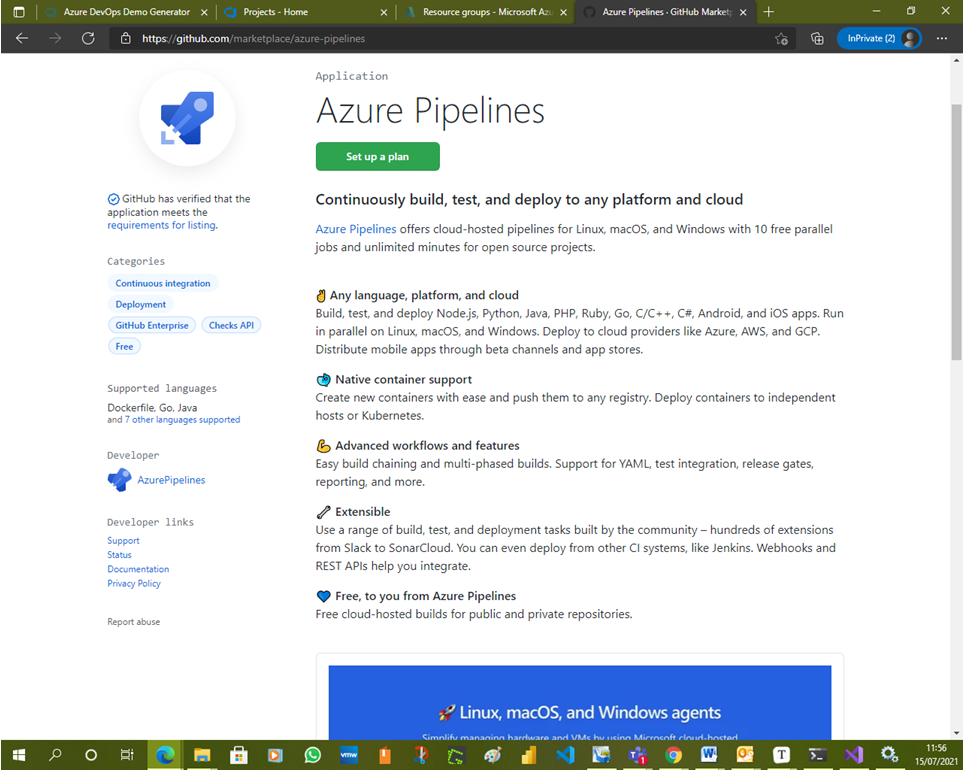 Azure DevOps Demo Generator
Projects - Home
Resource groups - Microsoft Az
Azure Pipelines · GitHub Market
https://github.com/marketplace/azure-pipelines
InPrivate (2)
Application
Azure Pipelines
Set up a plan
GitHub has verified that the
application meets the
requirements for listing.
Categories
Continuous integration
Deployment
GitHub Enterprise Checks API
Free
Supported languages
Dockerfile, Go, Java
and 7 other languages supported
Developer
AzurePipelines
Developer links
Support
Status
Documentation
Privacy Policy
Report abuse
Continuously build, test, and deploy to any platform and cloud
Azure Pipelines offers cloud-hosted pipelines for Linux, macOS, and Windows with 10 free parallel
jobs and unlimited minutes for open source projects.
Any language, platform, and cloud
Build, test, and deploy Node.js, Python, Java, PHP, Ruby, Go, C/C++, C#, Android, and iOS apps. Run
in parallel on Linux, macOS, and Windows. Deploy to cloud providers like Azure, AWS, and GCP.
Distribute mobile apps through beta channels and app stores.
Native container support
Create new containers with ease and push them to any registry. Deploy containers to independent
hosts or Kubernetes.
Advanced workflows and features
Easy build chaining and multi-phased builds. Support for YAML, test integration, release gates,
reporting, and more.
Extensible
Use a range of build, test, and deployment tasks built by the community – hundreds of extensions
from Slack to SonarCloud. You can even deploy from other CI systems, like Jenkins. Webhooks and
REST APIs help you integrate.
Free, to you from Azure Pipelines
Free cloud-hosted builds for public and private repositories.
Linux, macOS, and Windows agents
Simplify managing hardware and VMs by using Microsoft cloud-hosted
vmw
11:56
15/07/2021